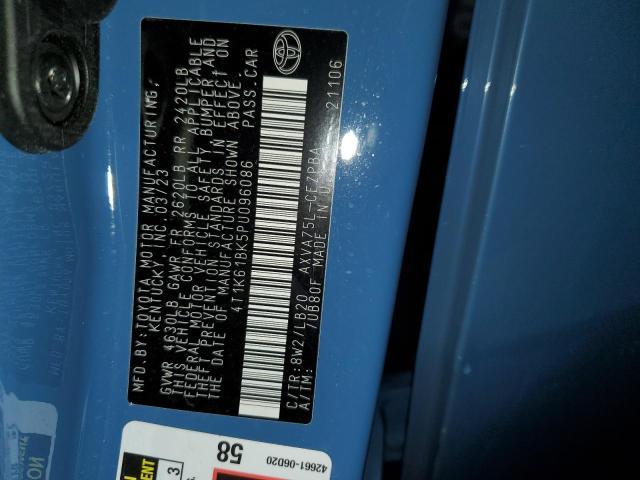 MFD. BY: TOYOTA MOTOR MANUFACTURING,
KENTUCKY, INC. 03/23
GVWR 4630LB GAWR FR 2620LB RR 2420LB
THIS VEHICLE CONFORMS TO ALL APPLICABLE
FEDERAL MOTOR VEHICLE SAFETY, BUMPER AND
THEFT PREVENTION STANDARDS IN EFFECT ON
THE DATE OF MANUFACTURE SHOWN ABOVE.
4T1K61BK5PU096086 PASS.CAR
C/TR:8W2/LB20 AXVA75L-CEZPBA
A/TM: 7UB80F MADE IN U.S.A. 21106
42661-06D20
58